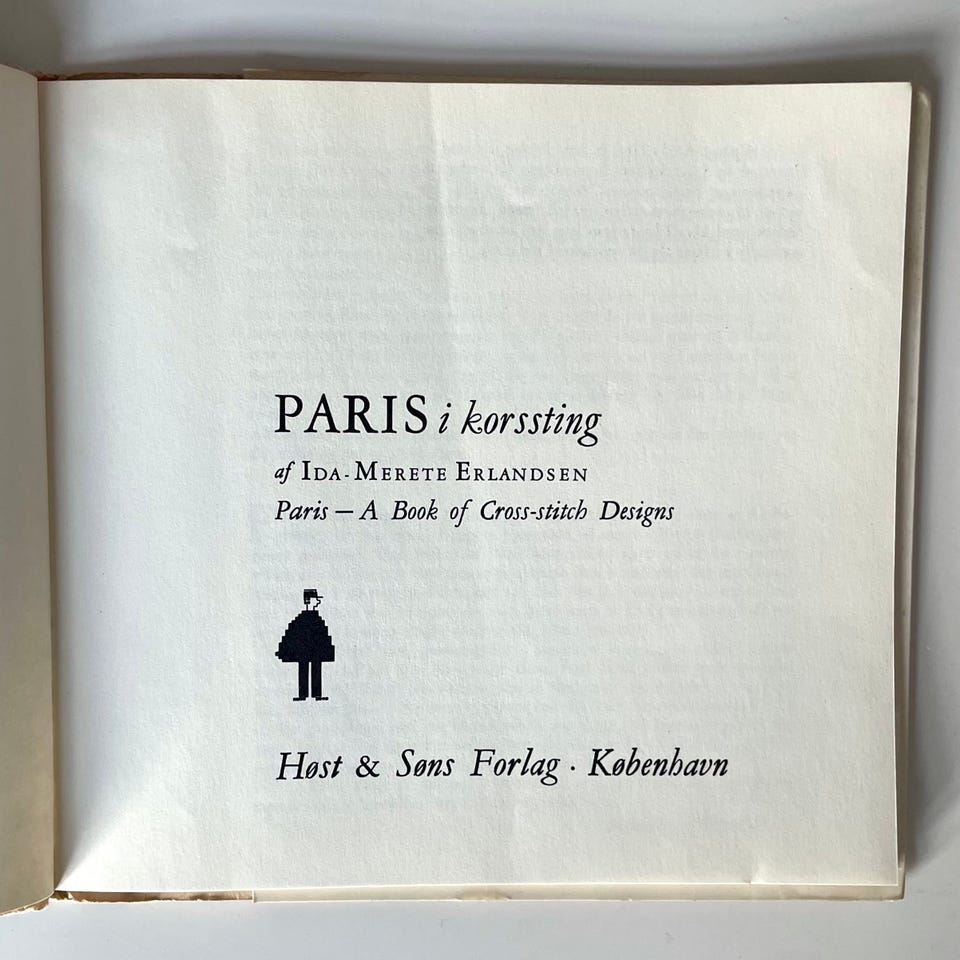 PARIS i korssting
af IDA-MERETE ERLANDSEN
Paris — A Book of Cross-stitch Designs
Høst & Søns Forlag · København